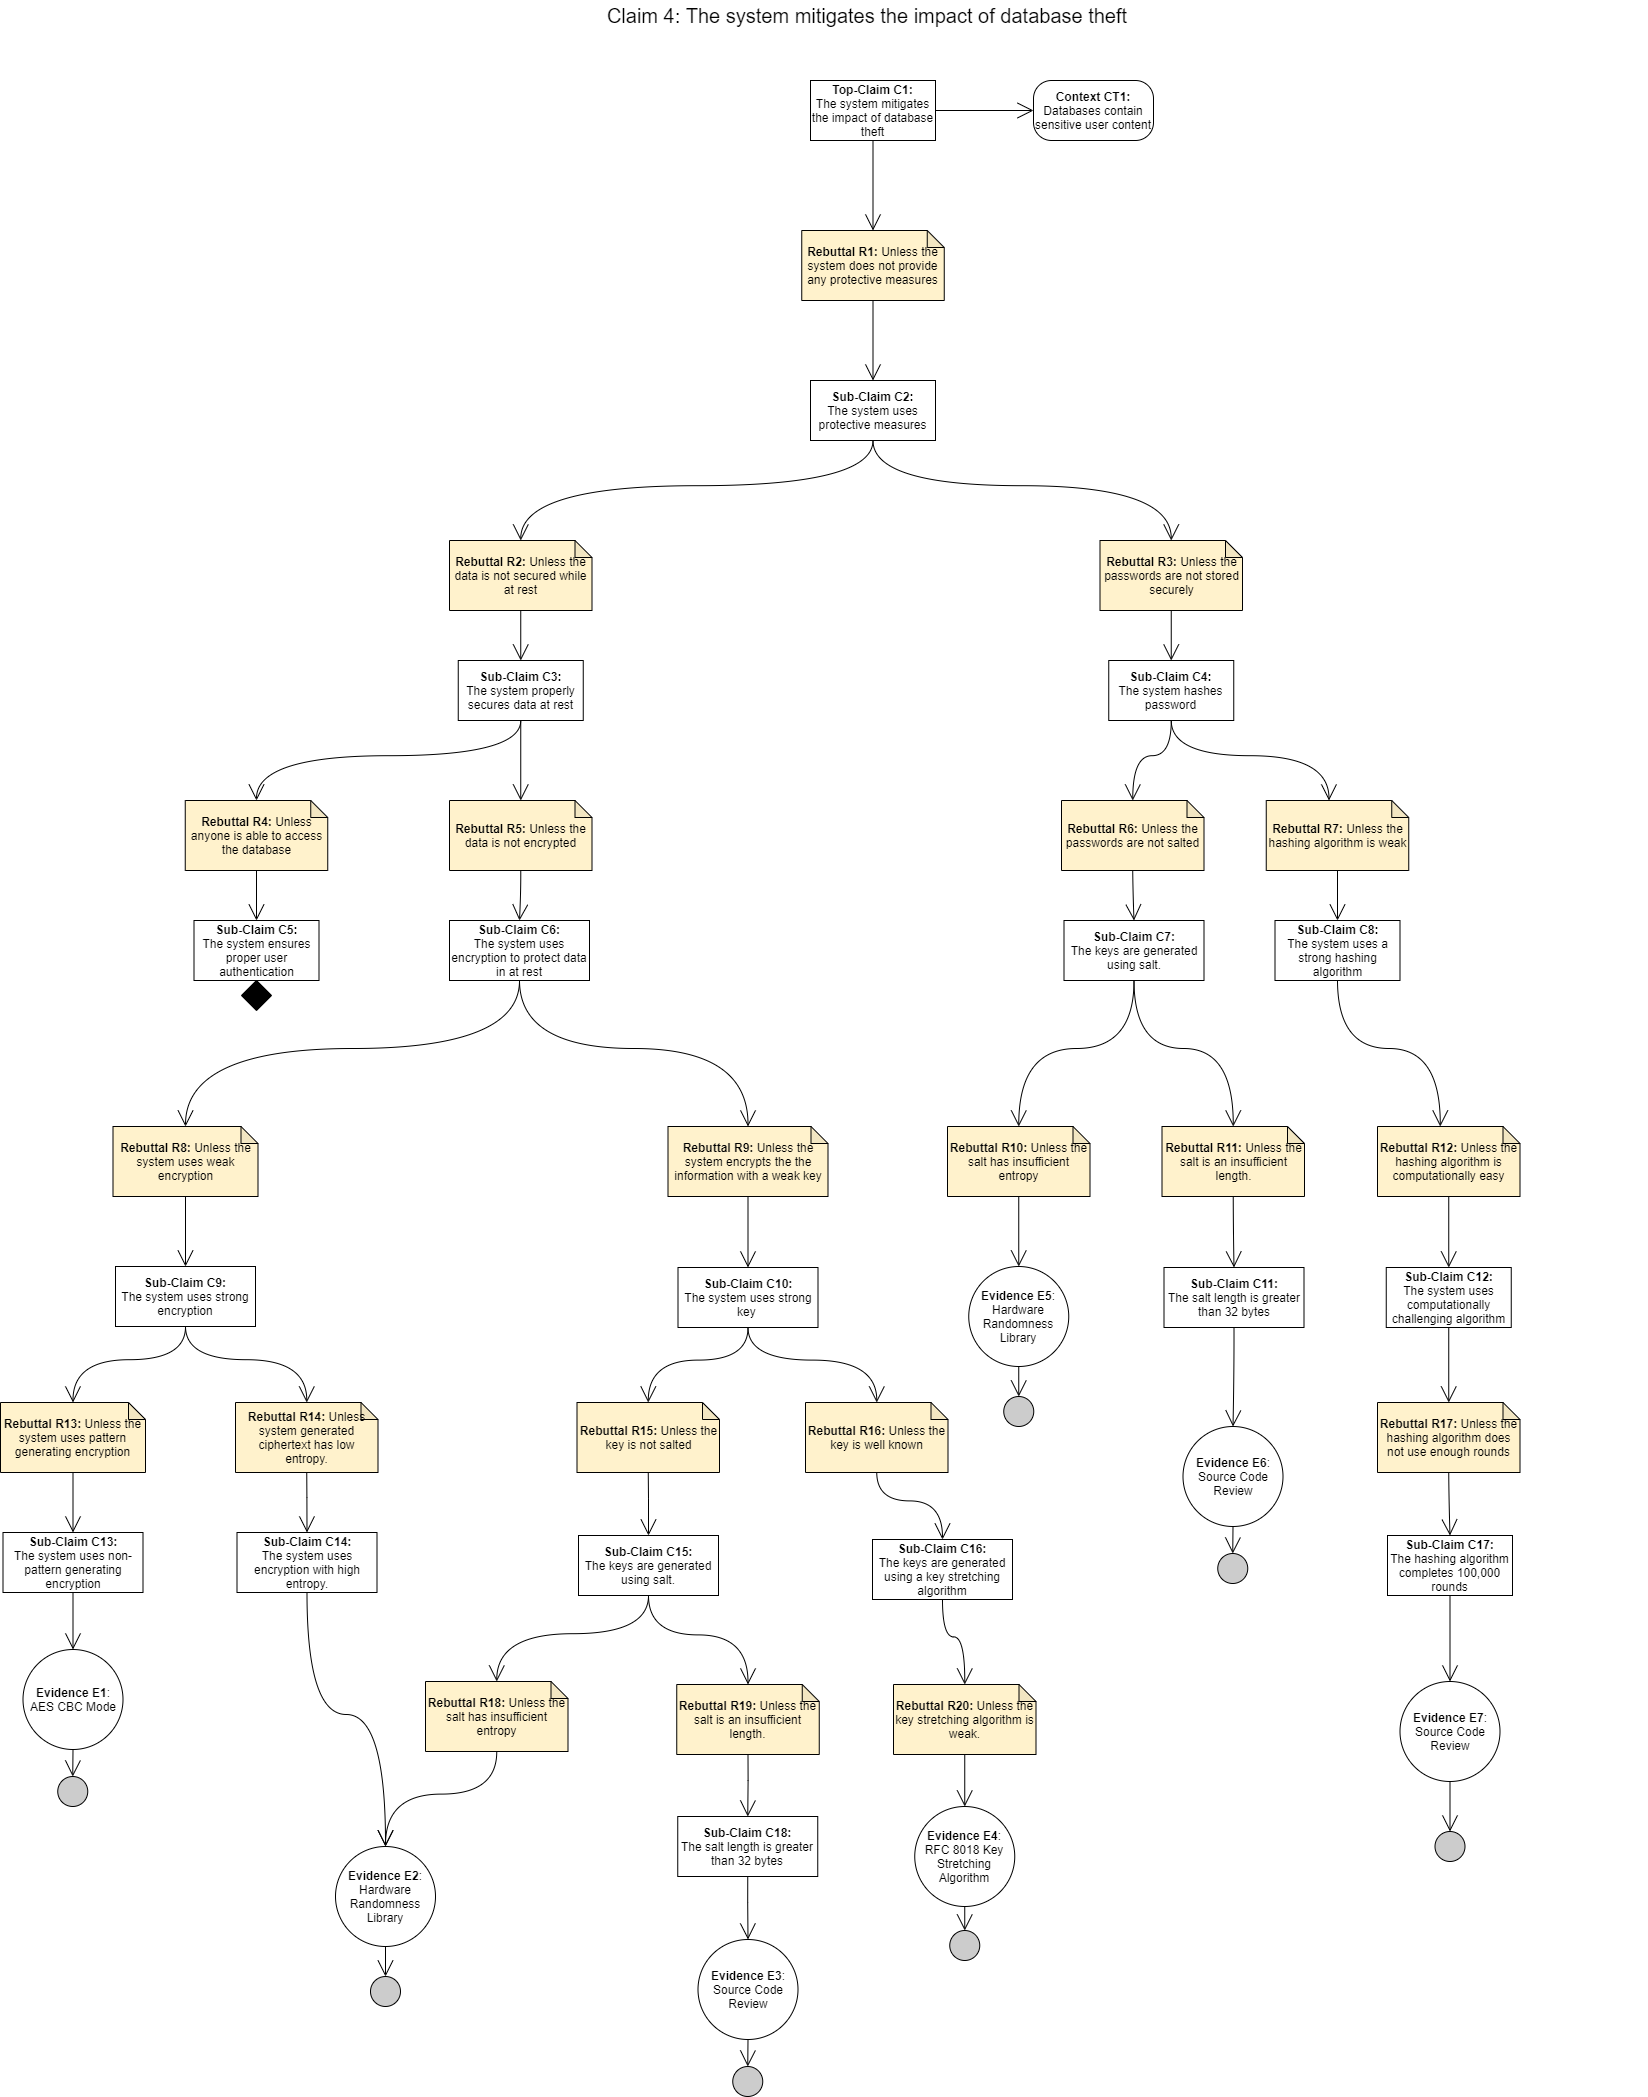 Claim 4: The system mitigates the impact of database theft
Top-Claim C1:
The system mitigates
the impact of database
theft
Context CT1:
Databases contain
sensitive user content
Rebuttal R1: Unless the
system does not provide
any protective measures
Sub-Claim C2:
The system uses
protective measures
Rebuttal R2: Unless the
data is not secured while
at rest
Rebuttal R3: Unless the
passwords are not stored
securely
Sub-Claim C3:
The system properly
secures data at rest
Sub-Claim C4:
The system hashes
password
Rebuttal R4: Unless
anyone is able to access
the database
Rebuttal R5: Unless the
data is not encrypted
Rebuttal R6: Unless the
passwords are not salted
Rebuttal R7: Unless the
hashing algorithm is weak
Sub-Claim C5:
The system ensures
proper user
authentication
Sub-Claim C6:
The system uses
encryption to protect data
in at rest
Sub-Claim C7:
The keys are generated
using salt.
Sub-Claim C8:
The system uses a
strong hashing
algorithm
Rebuttal R8: Unless the
system uses weak
encryption
Rebuttal R9: Unless the
system encrypts the the
information with a weak key
Rebuttal R10: Unless the
salt has insufficient
entropy
Rebuttal R11: Unless the
salt is an insufficient
length.
Rebuttal R12: Unless the
hashing algorithm is
computationally easy
Sub-Claim C9:
The system uses strong
encryption
Sub-Claim C10:
The system uses strong
key
Evidence E5:
Hardware
Randomness
Library
Sub-Claim C11:
The salt length is greater
than 32 bytes
Sub-Claim C12:
The system uses
computationally
challenging algorithm
Rebuttal R13: Unless the
system uses pattern
generating encryption
Rebuttal R14: Unless
system generated
ciphertext has low
entropy.
Rebuttal R15: Unless the
key is not salted
Rebuttal R16: Unless the
key is well known
Evidence E6:
Source Code
Review
Rebuttal R17: Unless the
hashing algorithm does
not use enough rounds
Sub-Claim C13:
The system uses non-
pattern generating
encryption
Sub-Claim C14:
The system uses
encryption with high
entropy.
Sub-Claim C15:
The keys are generated
using salt.
Sub-Claim C16:
The keys are generated
using a key stretching
algorithm
Sub-Claim C17:
The hashing algorithm
completes 100,000
rounds
Evidence E1:
AES CBC Mode
Rebuttal R18: Unless the
salt has insufficient
entropy
Rebuttal R19: Unless the
salt is an insufficient
length.
Rebuttal R20: Unless the
key stretching algorithm is
weak.
Evidence E7:
Source Code
Review
Evidence E2:
Hardware
Randomness
Library
Sub-Claim C18:
The salt length is greater
than 32 bytes
Evidence E4:
RFC 8018 Key
Stretching
Algorithm
Evidence E3:
Source Code
Review